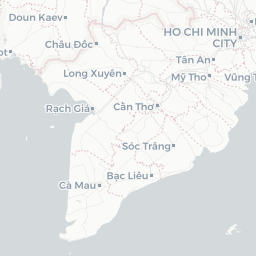 Doun Kaev
HO CHI MINH
CITY
Châu Đốc
ot
Tân An
Long Xuyên
Mỹ Tho
Vũng T
Rạch Giá
Cần Thơ
Sóc Trăng
Bạc Liêu
Cà Mau